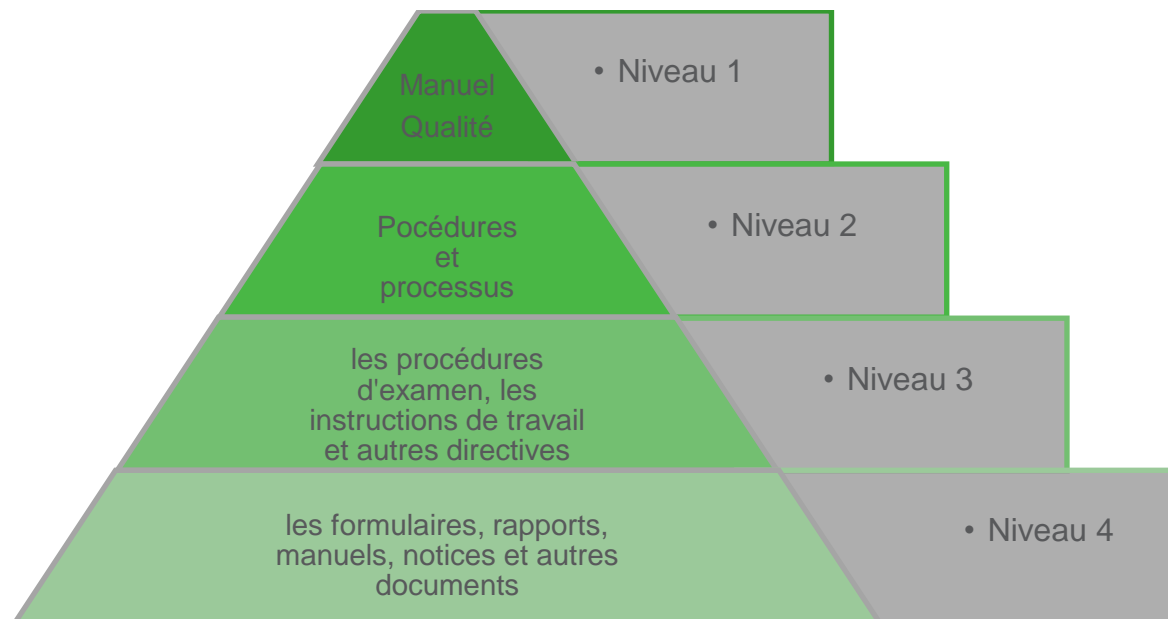 Manuel
Qualité
• Niveau 1
Pocédures
et
processus
• Niveau 2
les procédures
d'examen, les
instructions de travail
et autres directives
• Niveau 3
les formulaires, rapports,
manuels, notices et autres
documents
• Niveau 4